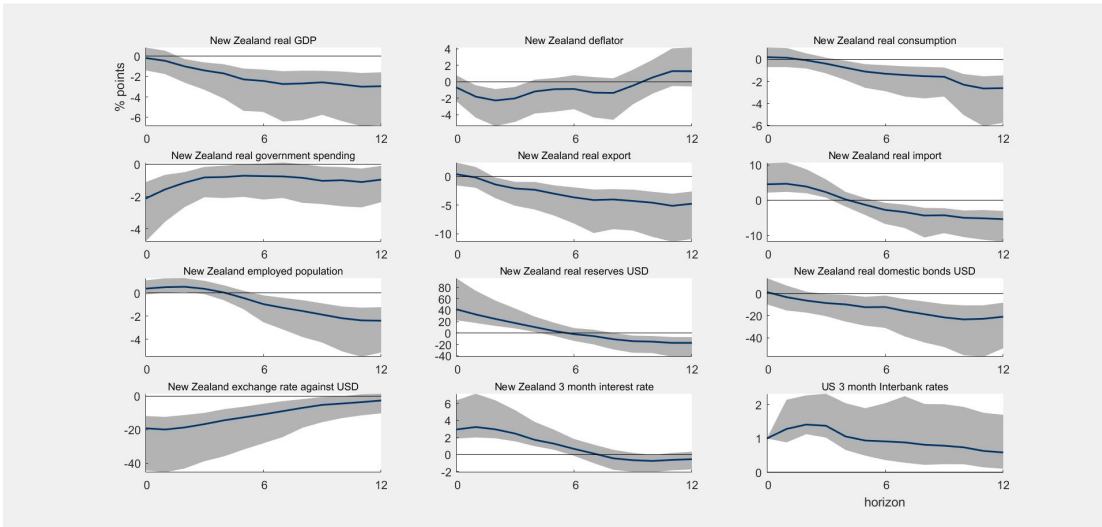 New Zealand real GDP
% points
0
-2
-4
-6
0 6 12
New Zealand deflator
4
2
0
-2
-4
0 6 12
New Zealand real consumption
0
-2
-4
-6
0 6 12
New Zealand real government spending
0
-2
-4
0 6 12
New Zealand real export
0
-5
-10
0 6 12
New Zealand real import
10
0
-10
0 6 12
New Zealand employed population
0
-2
-4
0 6 12
New Zealand real reserves USD
80
60
40
20
0
-20
-40
0 6 12
New Zealand real domestic bonds USD
0
-20
-40
0 6 12
New Zealand exchange rate against USD
0
-20
-40
0 6 12
New Zealand 3 month interest rate
6
4
2
0
-2
0 6 12
US 3 month Interbank rates
2
1
0
0 6 12
horizon